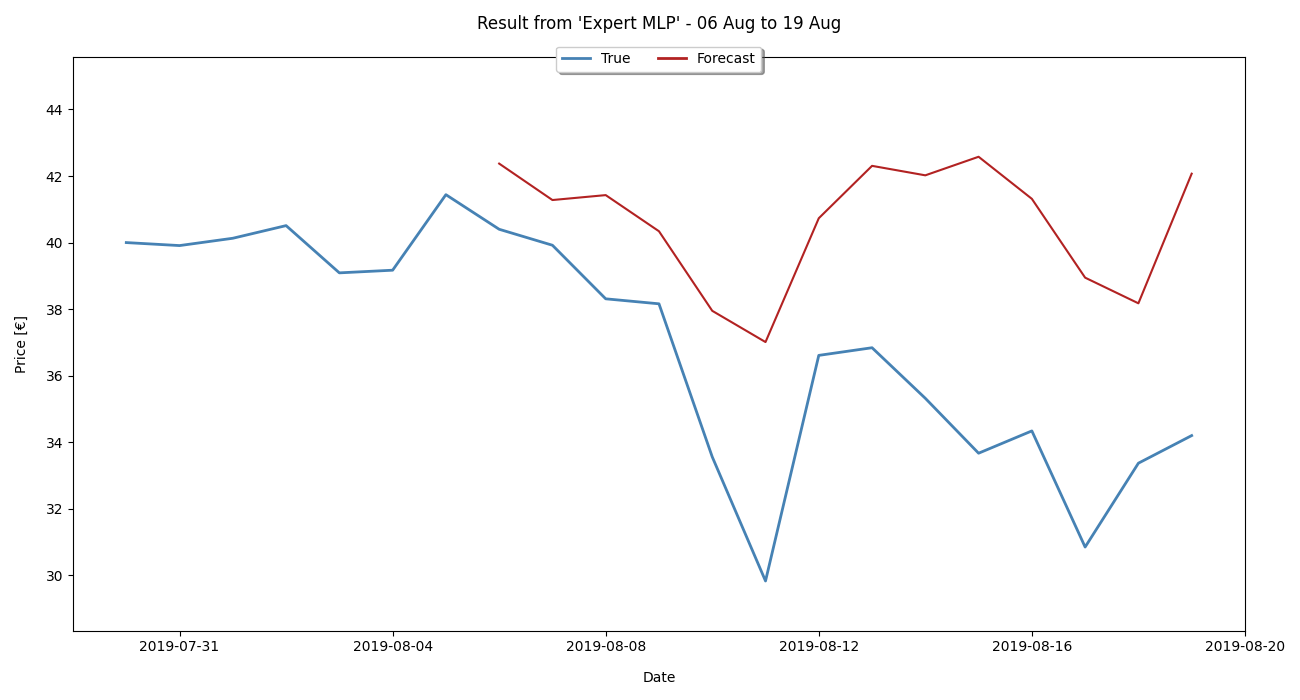 Result from 'Expert MLP' - 06 Aug to 19 Aug
True Forecast
44
42
40
38
36
34
32
30
Price [€]
2019-07-31 2019-08-04 2019-08-08 2019-08-12 2019-08-16 2019-08-20
Date